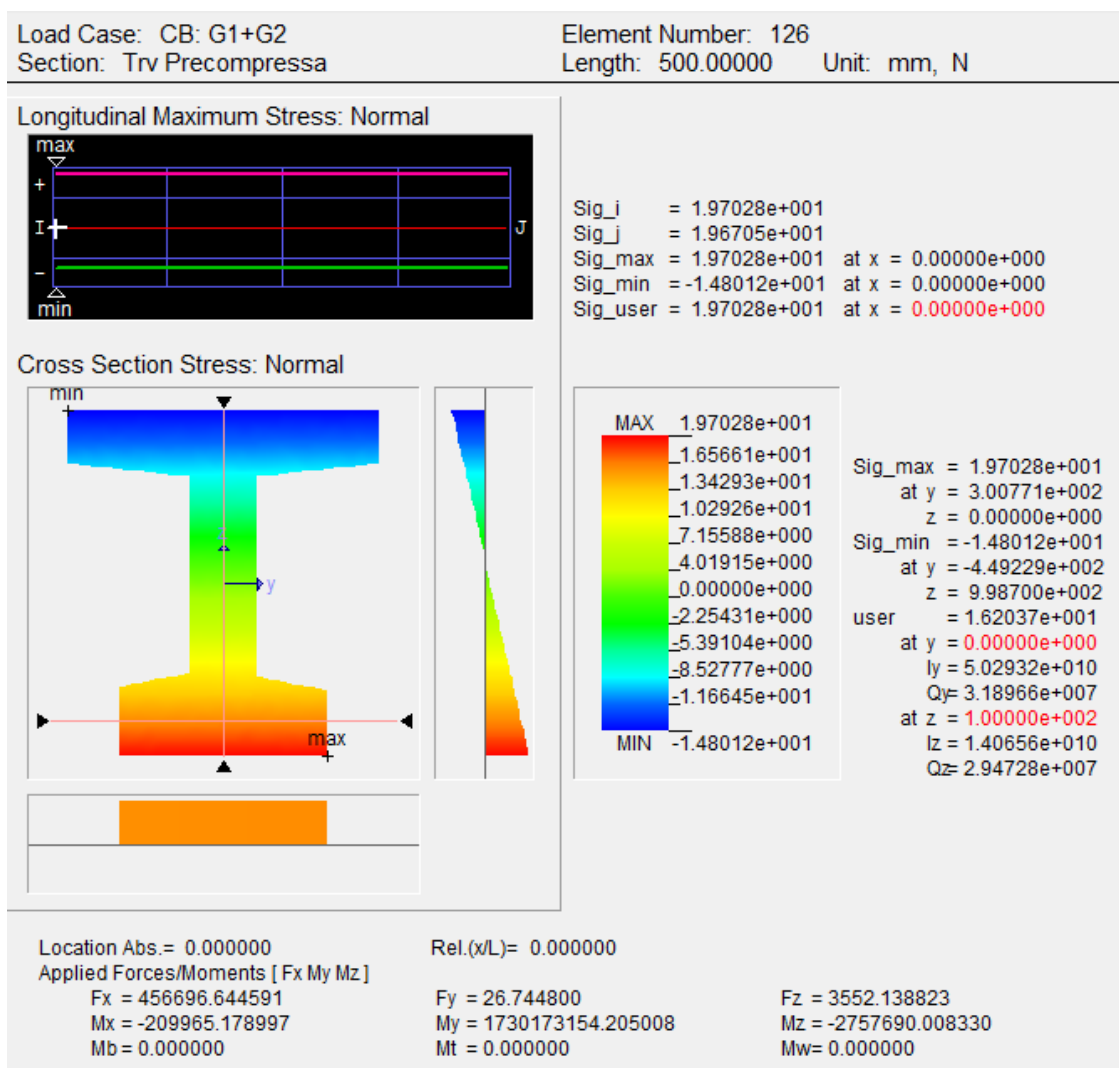 Load Case: CB: G1+G2
Element Number: 126
Section: Trv Precompressa
Length: 500.00000 Unit: mm, N
Longitudinal Maximum Stress: Normal
max
+
I
J
-
min
Sig_i = 1.97028e+001
Sig_j = 1.96705e+001
Sig_max = 1.97028e+001 at x = 0.00000e+000
Sig_min =-1.48012e+001 at x = 0.00000e+000
Sig_user = 1.97028e+001 at x = 0.00000e+000
Cross Section Stress: Normal
min
z
y
max
MAX 1.97028e+001
1.65661e+001
1.34293e+001
1.02926e+001
7.15588e+000
4.01915e+000
0.00000e+000
-2.25431e+000
-5.39104e+000
-8.52777e+000
-1.16645e+001
MIN -1.48012e+001
Sig_max = 1.97028e+001
at y = 3.00771e+002
z = 0.00000e+000
Sig_min =-1.48012e+001
at y =-4.49229e+002
z = 9.98700e+002
user = 1.62037e+001
at y = 0.00000e+000
Iy = 5.02932e+010
Qy= 3.18966e+007
at z = 1.00000e+002
Iz = 1.40656e+010
Qz= 2.94728e+007
Location Abs.= 0.000000
Rel.(x/L)= 0.000000
Applied Forces/Moments [ Fx My Mz ]
Fx = 456696.644591
Fy = 26.744800
Fz = 3552.138823
Mx = -209965.178997
My = 1730173154.205008
Mz = -2757690.008330
Mb = 0.000000
Mt = 0.000000
Mw= 0.000000